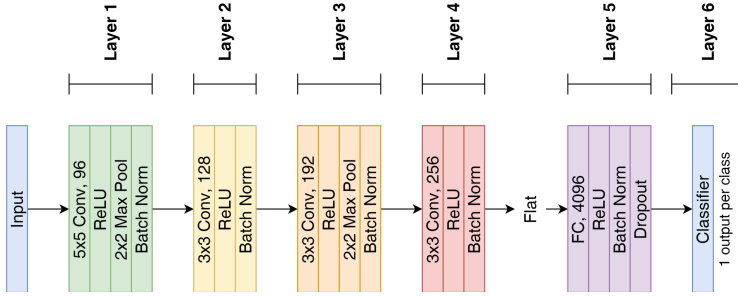 Layer 1
Layer 2
Layer 3
Layer 4
Layer 5
Layer 6
Input
5x5 Conv, 96
ReLU
2x2 Max Pool
Batch Norm
3x3 Conv, 128
ReLU
Batch Norm
3x3 Conv, 192
ReLU
2x2 Max Pool
Batch Norm
3x3 Conv, 256
ReLU
Batch Norm
Flat
FC, 4096
ReLU
Batch Norm
Dropout
Classifier
1 output per class